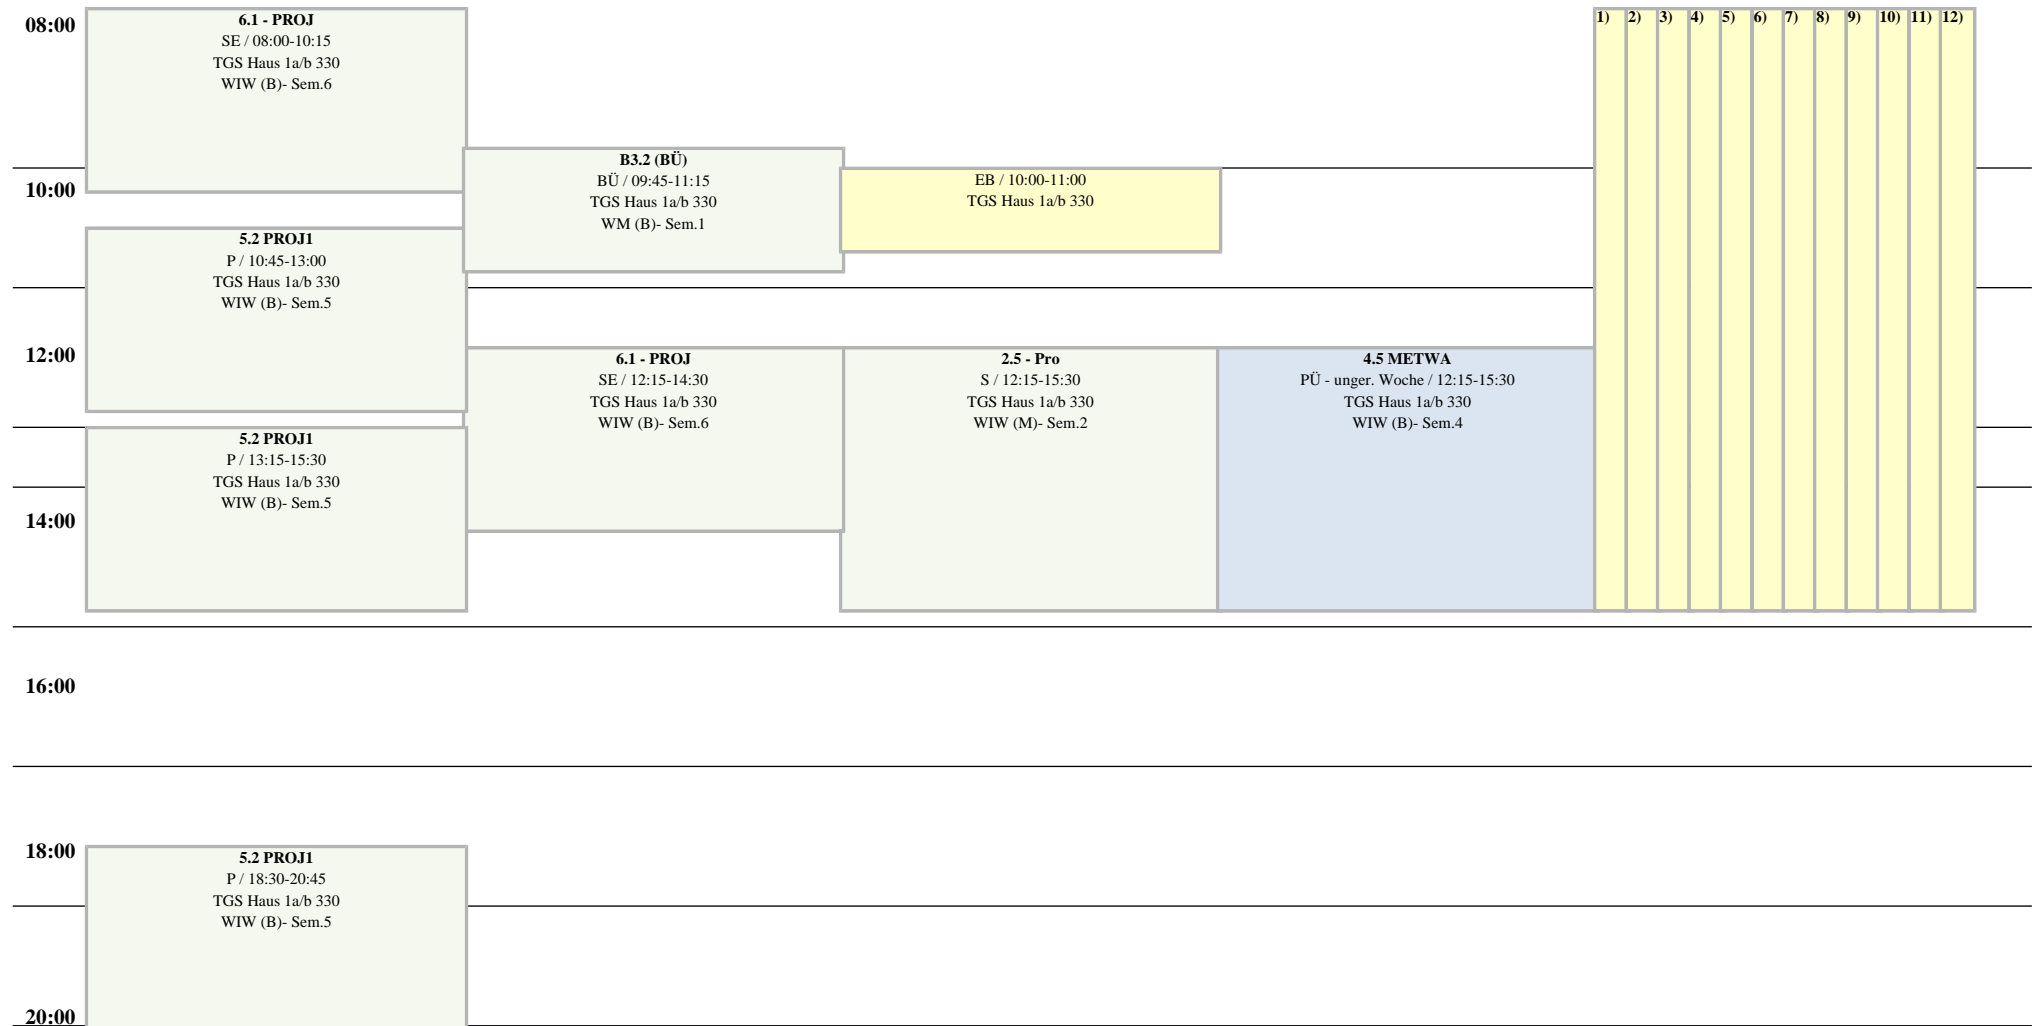 08:00
10:00
12:00
14:00
16:00
18:00
20:00
6.1 - PROJ
SE / 08:00-10:15
TGS Haus 1a/b 330
WIW (B)- Sem.6
5.2 PROJ1
P / 10:45-13:00
TGS Haus 1a/b 330
WIW (B)- Sem.5
5.2 PROJ1
P / 13:15-15:30
TGS Haus 1a/b 330
WIW (B)- Sem.5
5.2 PROJ1
P / 18:30-20:45
TGS Haus 1a/b 330
WIW (B)- Sem.5
B3.2 (BÜ)
BÜ / 09:45-11:15
TGS Haus 1a/b 330
WM (B)- Sem.1
6.1 - PROJ
SE / 12:15-14:30
TGS Haus 1a/b 330
WIW (B)- Sem.6
EB / 10:00-11:00
TGS Haus 1a/b 330
2.5 - Pro
S / 12:15-15:30
TGS Haus 1a/b 330
WIW (M)- Sem.2
4.5 METWA
PÜ - unger. Woche / 12:15-15:30
TGS Haus 1a/b 330
WIW (B)- Sem.4
1) 2) 3) 4) 5) 6) 7) 8) 9) 10) 11) 12)